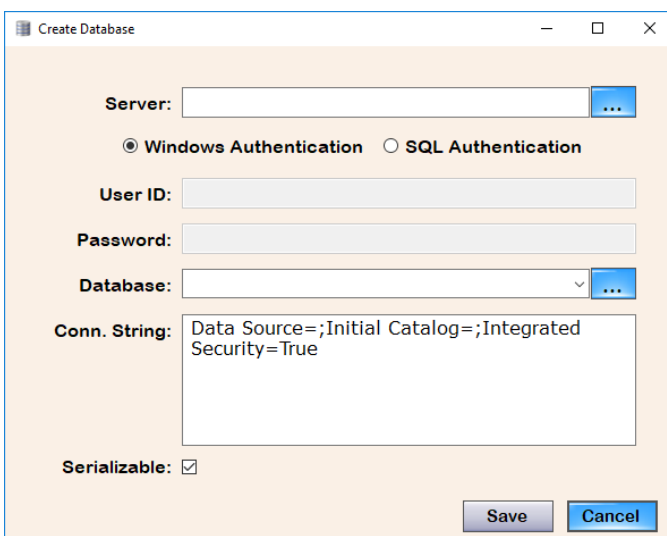 Create Database
Server:
...
Windows Authentication SQL Authentication
User ID:
Password:
Database:
...
Conn. String: Data Source=;Initial Catalog=;Integrated
Security=True
Serializable:
Save Cancel